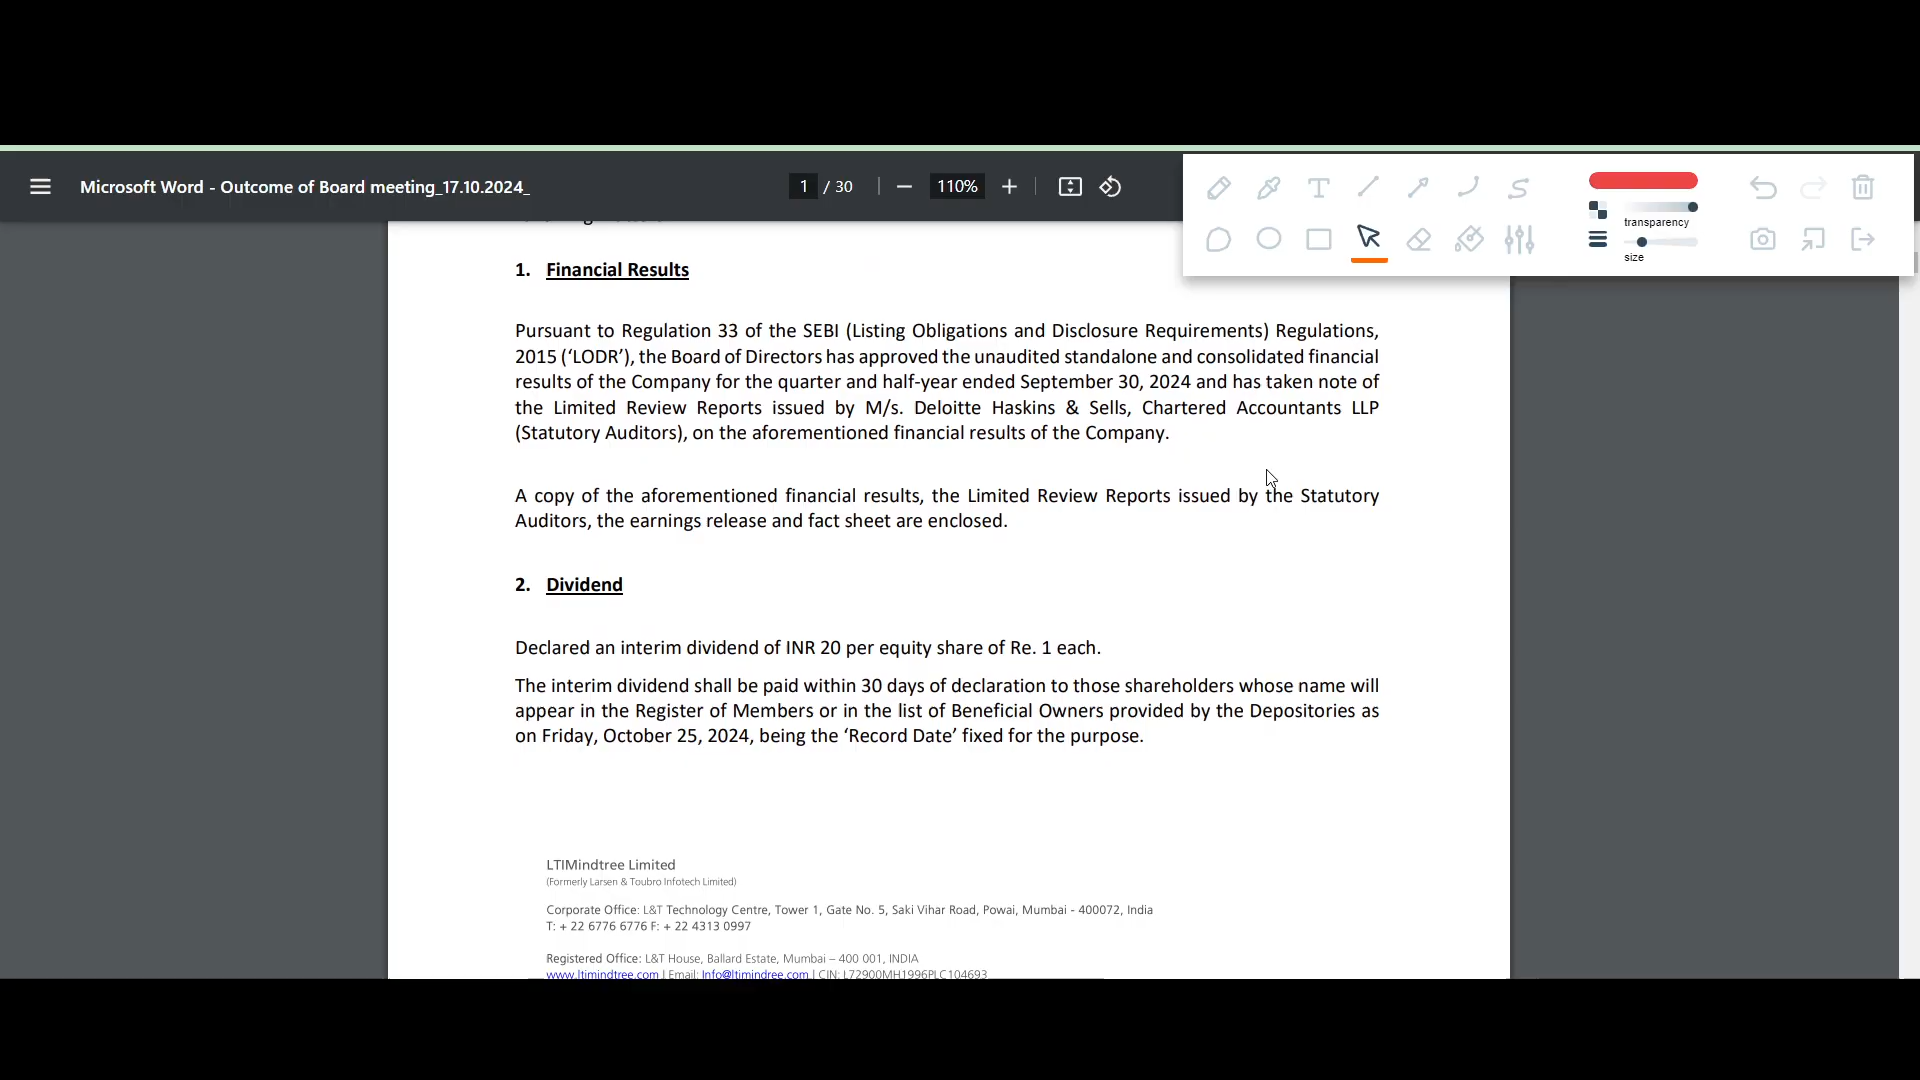 Microsoft Word - Outcome of Board meeting_17.10.2024_
1 / 30
110%
transparency
size
1. Financial Results
Pursuant to Regulation 33 of the SEBI (Listing Obligations and Disclosure Requirements) Regulations,
2015 (‘LODR’), the Board of Directors has approved the unaudited standalone and consolidated financial
results of the Company for the quarter and half-year ended September 30, 2024 and has taken note of
the Limited Review Reports issued by M/s. Deloitte Haskins & Sells, Chartered Accountants LLP
(Statutory Auditors), on the aforementioned financial results of the Company.
A copy of the aforementioned financial results, the Limited Review Reports issued by the Statutory
Auditors, the earnings release and fact sheet are enclosed.
2. Dividend
Declared an interim dividend of INR 20 per equity share of Re. 1 each.
The interim dividend shall be paid within 30 days of declaration to those shareholders whose name will
appear in the Register of Members or in the list of Beneficial Owners provided by the Depositories as
on Friday, October 25, 2024, being the ‘Record Date’ fixed for the purpose.
LTIMindtree Limited
(Formerly Larsen & Toubro Infotech Limited)
Corporate Office: L&T Technology Centre, Tower 1, Gate No. 5, Saki Vihar Road, Powai, Mumbai - 400072, India
T: + 22 6776 6776 F: + 22 4313 0997
Registered Office: L&T House, Ballard Estate, Mumbai – 400 001, INDIA
www.ltimindtree.com | Email: Info@ltimindree.com | CIN: L72900MH1996PLC104693